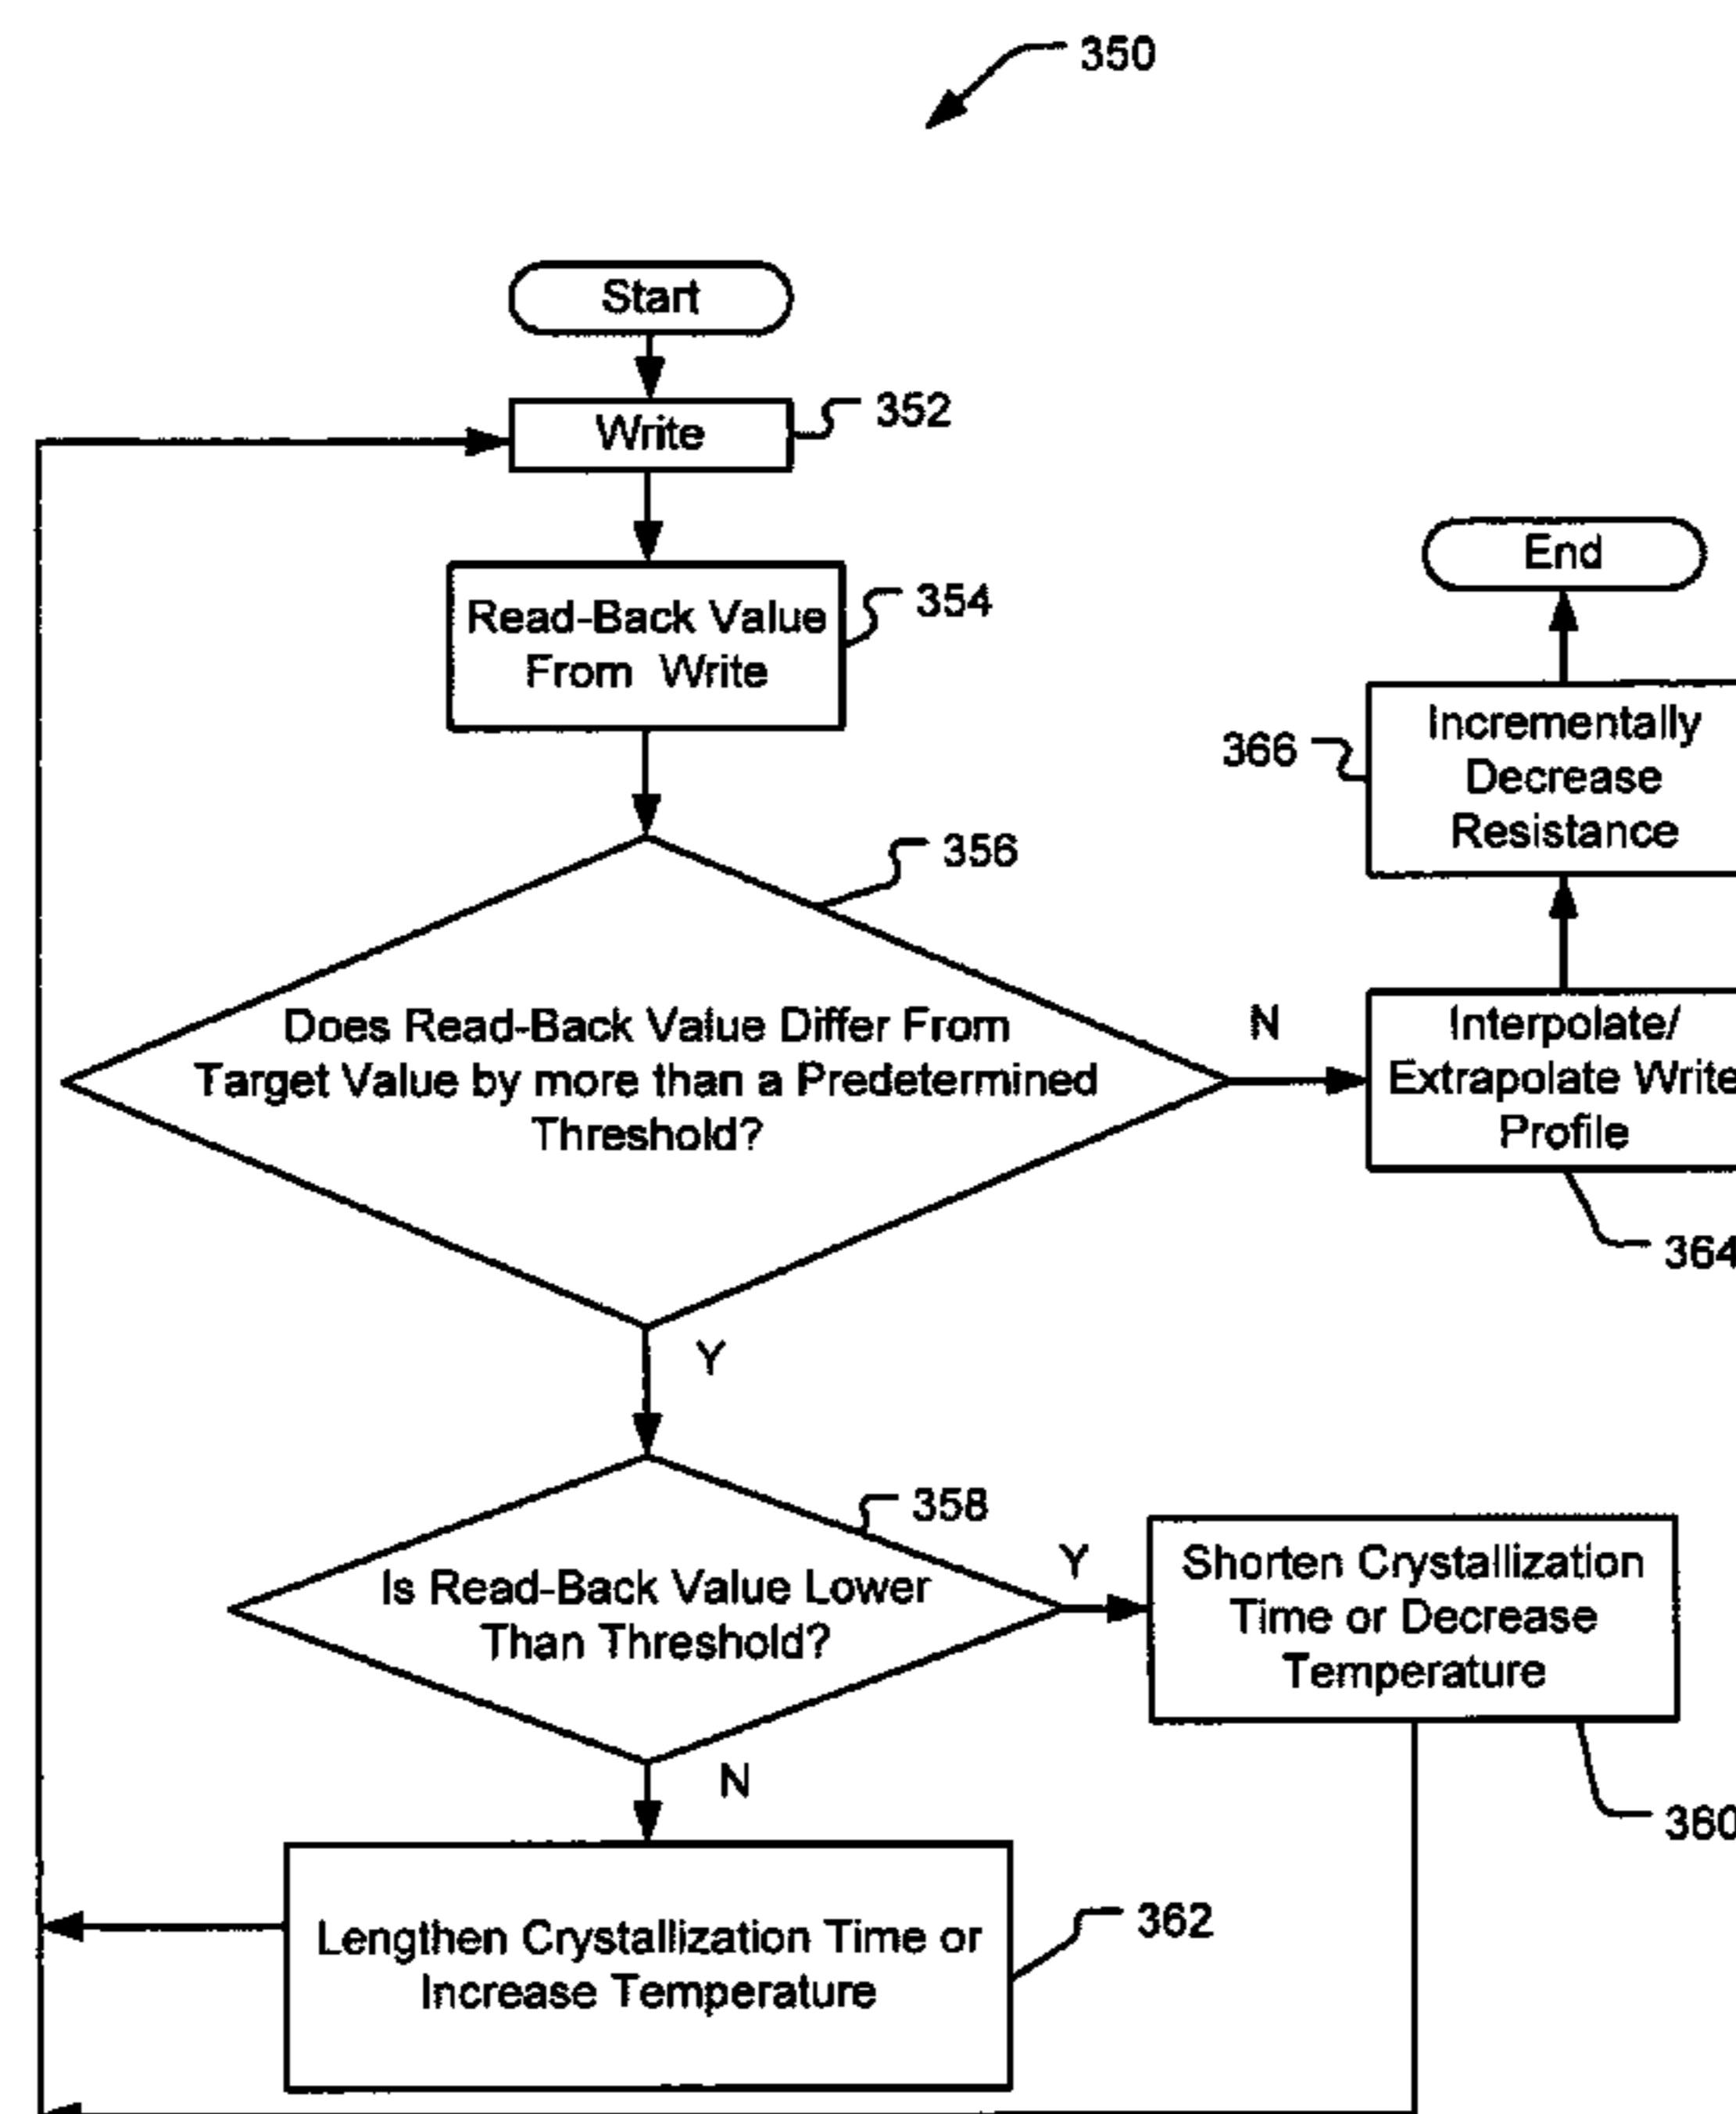 350
Start
Write
352
Read-Back Value
From Write
354
356
Does Read-Back Value Differ From
Target Value by more than a Predetermined
Threshold?
N
Y
End
Incrementally
Decrease
Resistance
366
Interpolate/
Extrapolate Write
Profile
364
358
Is Read-Back Value Lower
Than Threshold?
Y
N
Shorten Crystallization
Time or Decrease
Temperature
360
Lengthen Crystallization Time or
Increase Temperature
362